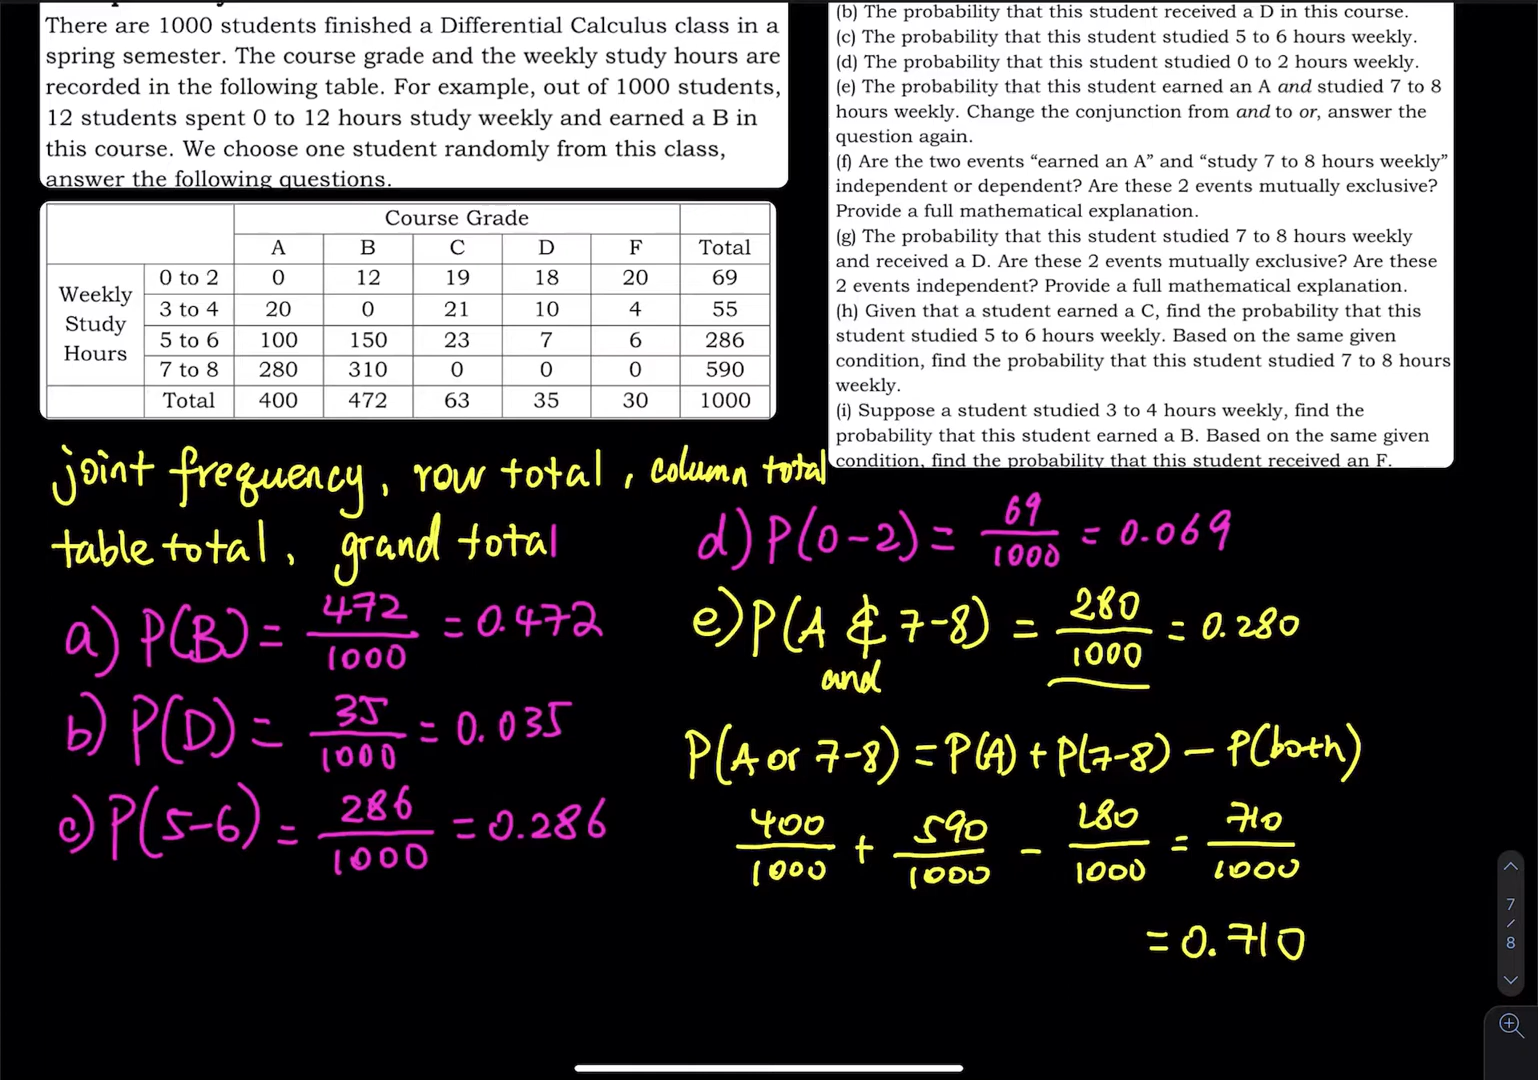 There are 1000 students finished a Differential Calculus class in a
spring semester. The course grade and the weekly study hours are
recorded in the following table. For example, out of 1000 students,
12 students spent 0 to 12 hours study weekly and earned a B in
this course. We choose one student randomly from this class,
answer the following questions.
Course Grade
A B C D F Total
Weekly Study Hours
0 to 2 0 12 19 18 20 69
3 to 4 20 0 21 10 4 55
5 to 6 100 150 23 7 6 286
7 to 8 280 310 0 0 0 590
Total 400 472 63 35 30 1000
(b) The probability that this student received a D in this course.
(c) The probability that this student studied 5 to 6 hours weekly.
(d) The probability that this student studied 0 to 2 hours weekly.
(e) The probability that this student earned an A and studied 7 to 8
hours weekly. Change the conjunction from and to or, answer the
question again.
(f) Are the two events “earned an A” and “study 7 to 8 hours weekly”
independent or dependent? Are these 2 events mutually exclusive?
Provide a full mathematical explanation.
(g) The probability that this student studied 7 to 8 hours weekly
and received a D. Are these 2 events mutually exclusive? Are these
2 events independent? Provide a full mathematical explanation.
(h) Given that a student earned a C, find the probability that this
student studied 5 to 6 hours weekly. Based on the same given
condition, find the probability that this student studied 7 to 8 hours
weekly.
(i) Suppose a student studied 3 to 4 hours weekly, find the
probability that this student earned a B. Based on the same given
condition, find the probability that this student received an F.
joint frequency, row total, column total
table total, grand total
a) P(B) = 472/1000 = 0.472
b) P(D) = 35/1000 = 0.035
c) P(5-6) = 286/1000 = 0.286
d) P(0-2) = 69/1000 = 0.069
e) P(A & 7-8) = 280/1000 = 0.280
and
P(A or 7-8) = P(A) + P(7-8) - P(both)
400/1000 + 590/1000 - 280/1000 = 710/1000
= 0.710
7
/
8